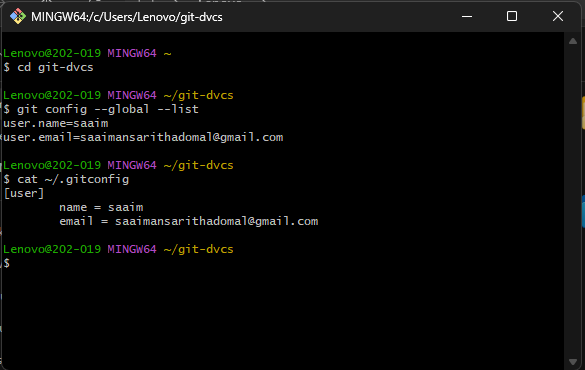 MINGW64:/c/Users/Lenovo/git-dvcs
Lenovo@202-019 MINGW64 ~
$ cd git-dvcs
Lenovo@202-019 MINGW64 ~/git-dvcs
$ git config --global --list
user.name=saaim
user.email=saaimansarithadomal@gmail.com
Lenovo@202-019 MINGW64 ~/git-dvcs
$ cat ~/.gitconfig
[user]
        name = saaim
        email = saaimansarithadomal@gmail.com
Lenovo@202-019 MINGW64 ~/git-dvcs
$